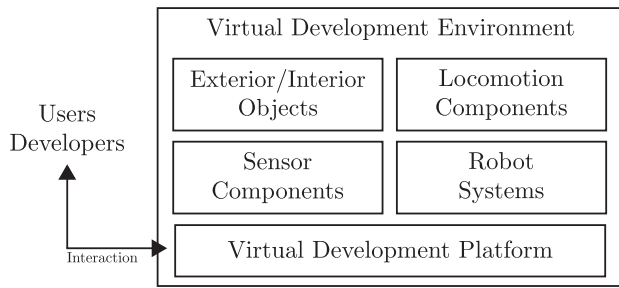 Virtual Development Environment
Exterior/Interior
Objects
Locomotion
Components
Users
Developers
Sensor
Components
Robot
Systems
Interaction
Virtual Development Platform